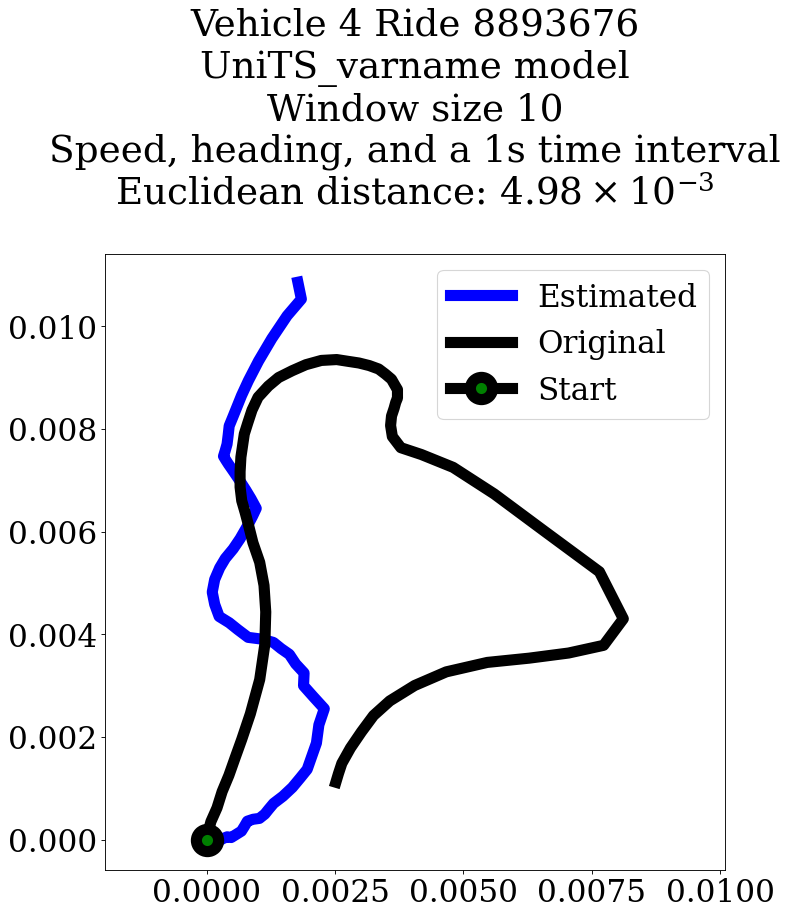 Vehicle 4 Ride 8893676
UniTS_varname model
Window size 10
Speed, heading, and a 1s time interval
Euclidean distance: 4.98 × 10⁻³
Estimated
Original
Start
0.010
0.008
0.006
0.004
0.002
0.000
0.0000 0.0025 0.0050 0.0075 0.0100